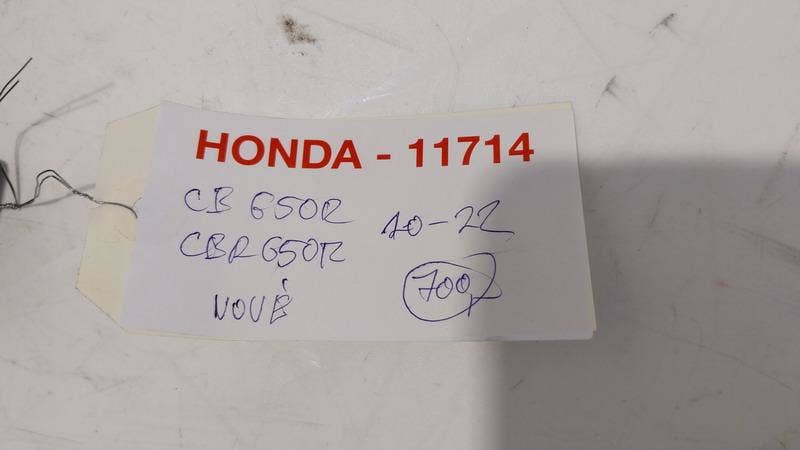 HONDA - 11714
CB 650R
CBR650R
20-22
NOVÉ
700